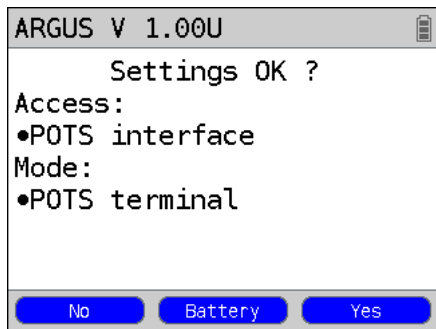 ARGUS V 1.00U
Settings OK ?
Access:
•POTS interface
Mode:
•POTS terminal
No Battery Yes